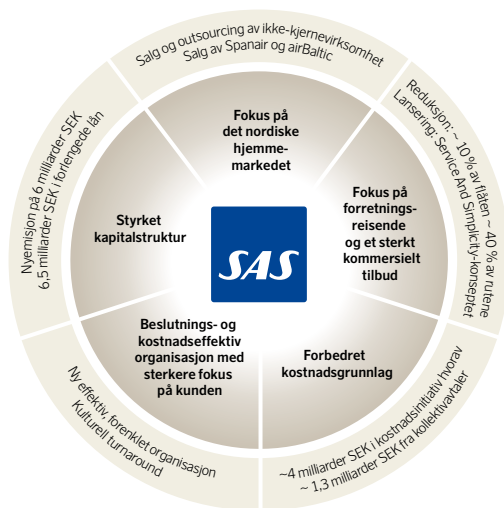 Salg og outsourcing av ikke-kjernevirksomhet
Salg av Spanair og airBaltic
Fokus på
det nordiske
hjemme-
markedet
Reduksjon: ~ 10 % av flåten ~ 40 % av rutene
Lansering: Service And Simplicity-konseptet
Fokus på
forretnings-
reisende
og et sterkt
kommersielt
tilbud
~4 milliarder SEK i kostnadsinitiativ hvorav
~ 1,3 milliarder SEK fra kollektivavtaler
Forbedret
kostnadsgrunnlag
Ny effektiv, forenklet organisasjon
Kulturell turnaround
Beslutnings- og
kostnadseffektiv
organisasjon med
sterkere fokus
på kunden
Nyemisjon på 6 milliarder SEK
6,5 milliarder SEK i forlengede lån
Styrket
kapitalstruktur
SAS